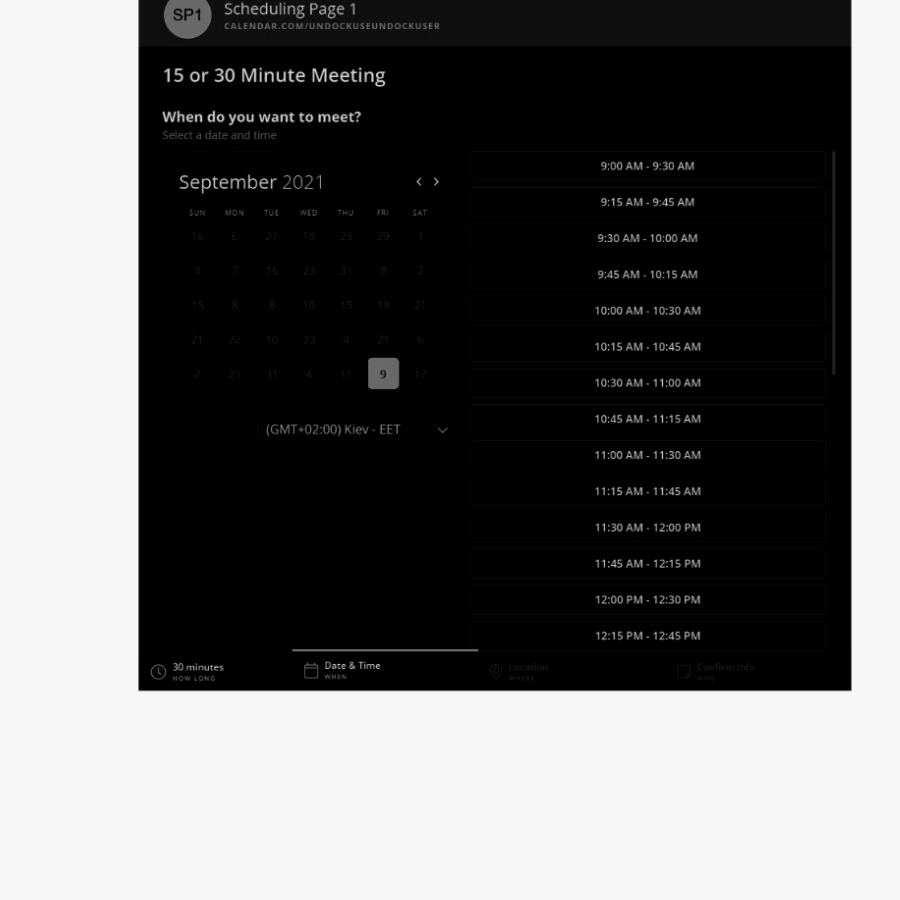 SP1
Scheduling Page 1
CALENDAR.COM/UNDOCKUSEUNDOCKUSER
15 or 30 Minute Meeting
When do you want to meet?
Select a date and time
September 2021
SUN MON TUE WED THU FRI SAT
16 6 27 18 29 29 1
3 7 16 23 31 8 2
15 8 8 10 15 19 21
21 22 10 23 4 21 6
2 29 31 4 11 9 17
(GMT+02:00) Kiev - EET
9:00 AM - 9:30 AM
9:15 AM - 9:45 AM
9:30 AM - 10:00 AM
9:45 AM - 10:15 AM
10:00 AM - 10:30 AM
10:15 AM - 10:45 AM
10:30 AM - 11:00 AM
10:45 AM - 11:15 AM
11:00 AM - 11:30 AM
11:15 AM - 11:45 AM
11:30 AM - 12:00 PM
11:45 AM - 12:15 PM
12:00 PM - 12:30 PM
12:15 PM - 12:45 PM
30 minutes
HOW LONG
Date & Time
WHEN
Location
WHERE
Confirm Info
WHO